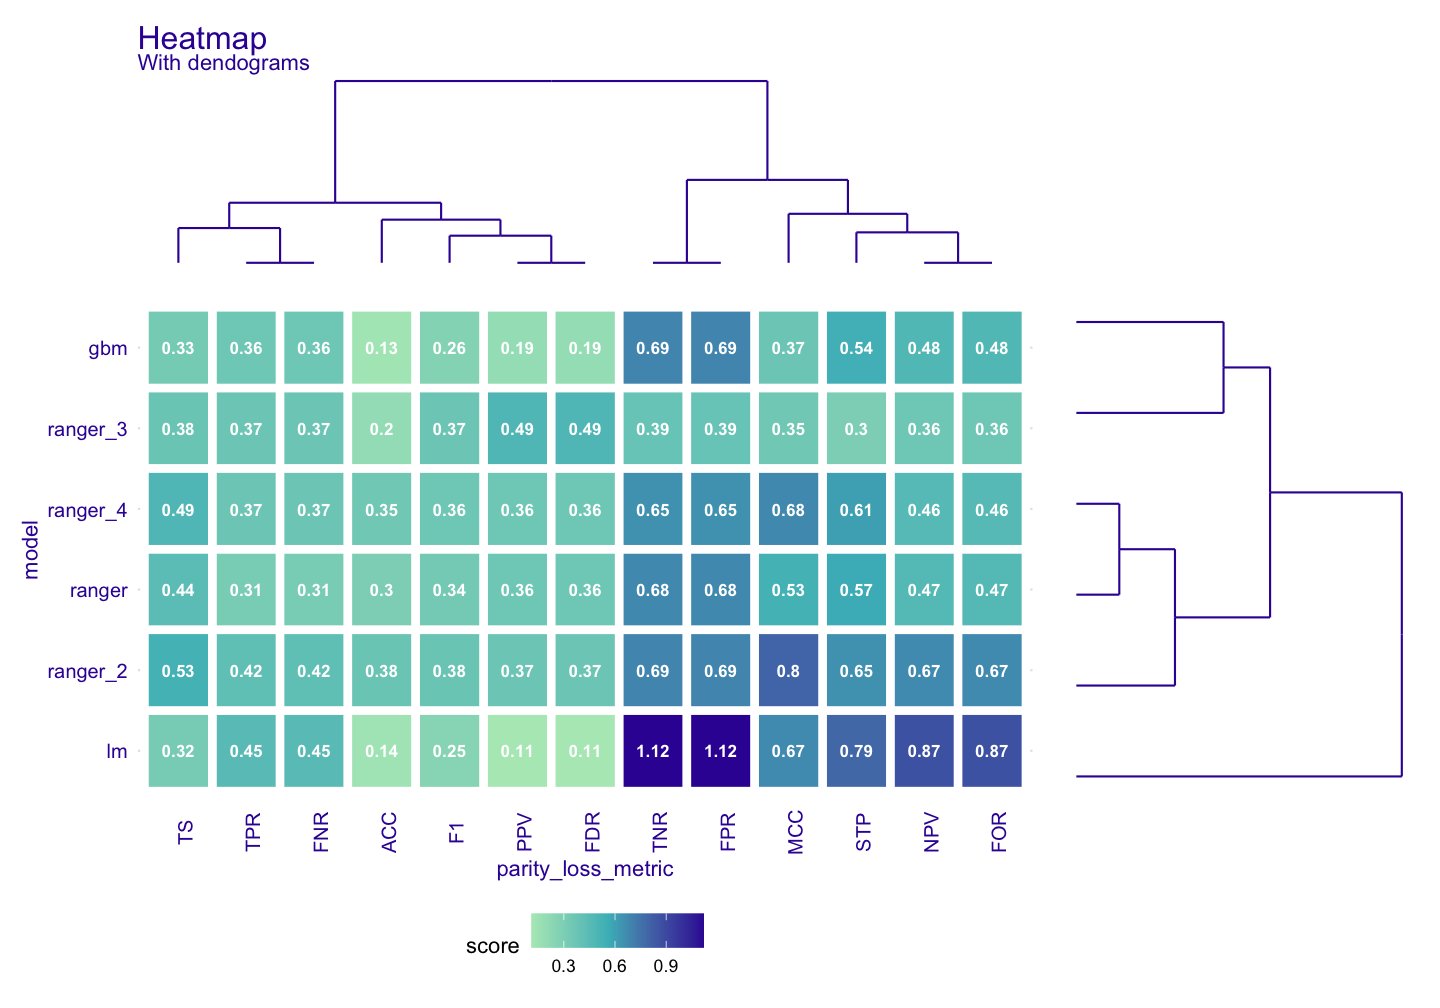 Heatmap
With dendograms
gbm 0.33 0.36 0.36 0.13 0.26 0.19 0.19 0.69 0.69 0.37 0.54 0.48 0.48
ranger_3 0.38 0.37 0.37 0.2 0.37 0.49 0.49 0.39 0.39 0.35 0.3 0.36 0.36
ranger_4 0.49 0.37 0.37 0.35 0.36 0.36 0.36 0.65 0.65 0.68 0.61 0.46 0.46
ranger 0.44 0.31 0.31 0.3 0.34 0.36 0.36 0.68 0.68 0.53 0.57 0.47 0.47
ranger_2 0.53 0.42 0.42 0.38 0.38 0.37 0.37 0.69 0.69 0.8 0.65 0.67 0.67
lm 0.32 0.45 0.45 0.14 0.25 0.11 0.11 1.12 1.12 0.67 0.79 0.87 0.87
model
TS TPR FNR ACC F1 PPV FDR TNR FPR MCC STP NPV FOR
parity_loss_metric
score
0.3 0.6 0.9